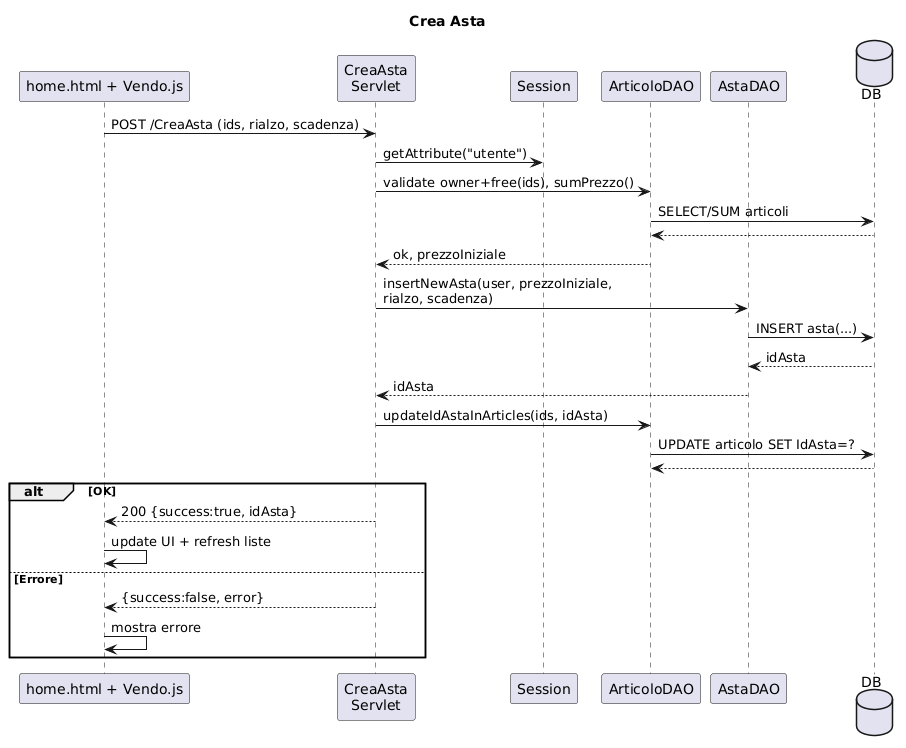 Crea Asta
home.html + Vendo.js
CreaAsta
Servlet
Session
ArticoloDAO
AstaDAO
DB
POST /CreaAsta (ids, rialzo, scadenza)
getAttribute("utente")
validate owner+free(ids), sumPrezzo()
SELECT/SUM articoli
ok, prezzoIniziale
insertNewAsta(user, prezzoIniziale,
rialzo, scadenza)
INSERT asta(...)
idAsta
idAsta
updateIdAstaInArticles(ids, idAsta)
UPDATE articolo SET IdAsta=?
alt
[OK]
200 {success:true, idAsta}
update UI + refresh liste
[Errore]
{success:false, error}
mostra errore
home.html + Vendo.js
CreaAsta
Servlet
Session
ArticoloDAO
AstaDAO
DB